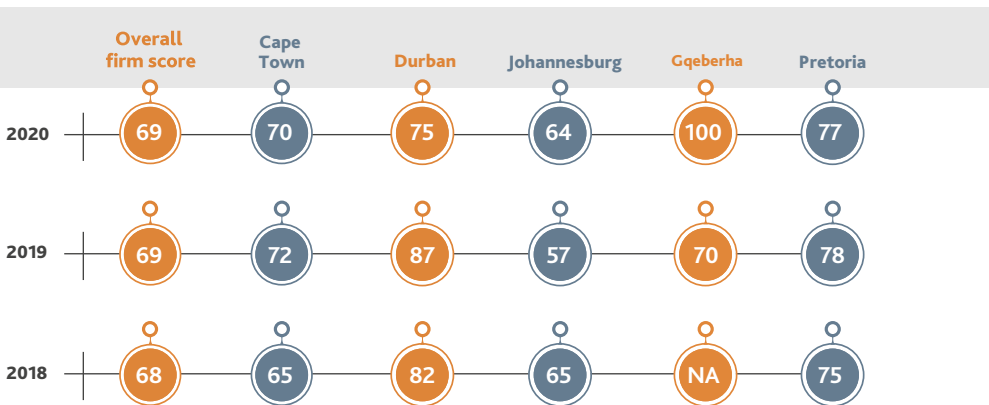 Overall
firm score
Cape
Town
Durban
Johannesburg
Gqeberha
Pretoria
2020 69 70 75 64 100 77
2019 69 72 87 57 70 78
2018 68 65 82 65 NA 75